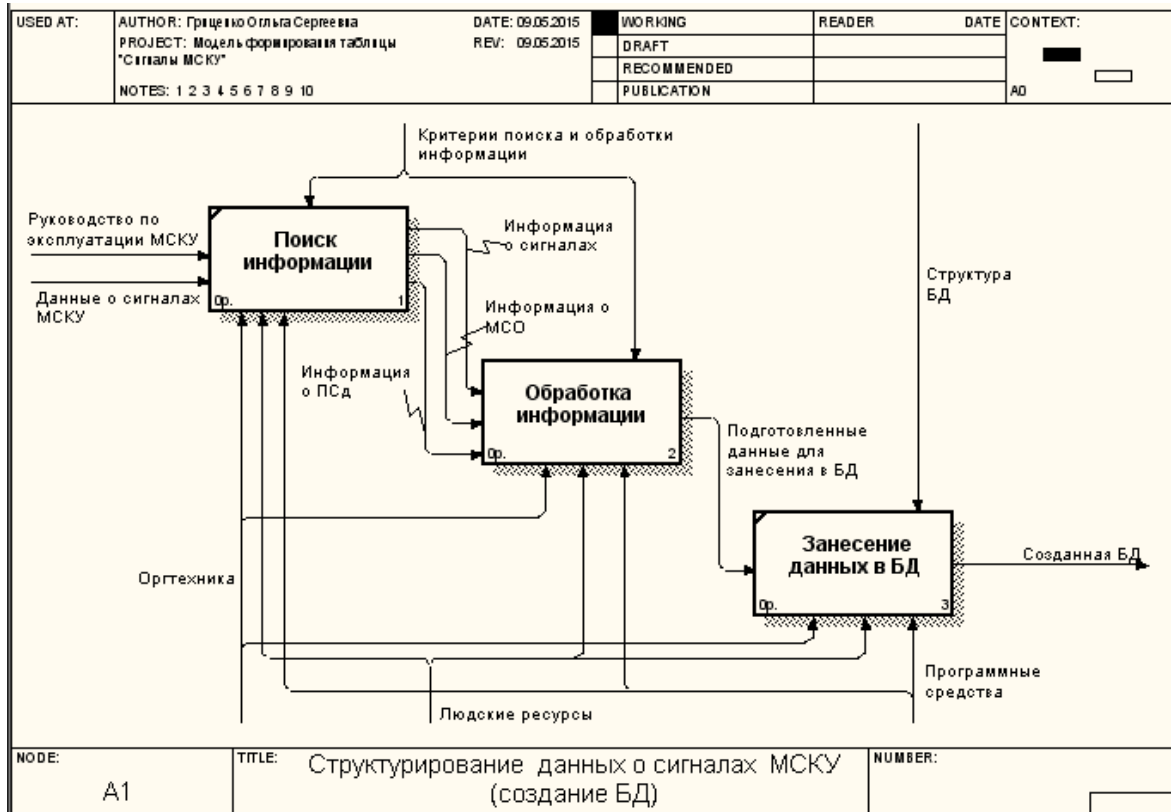 USED AT:
AUTHOR: Гриценко Ольга Сергеевна
DATE: 09.05.2015
WORKING
READER
DATE
CONTEXT:
PROJECT: Модель формирования таблицы
REV: 09.05.2015
DRAFT
"Сигналы МСКУ"
RECOMMENDED
NOTES: 1 2 3 4 5 6 7 8 9 10
PUBLICATION
A0
Критерии поиска и обработки
информации
Руководство по
эксплуатации МСКУ
Поиск
информации
0р.
1
Информация
о сигналах
Структура
БД
Данные о сигналах
МСКУ
Информация о
МСО
Информация
о ПСд
Обработка
информации
0р.
2
Подготовленные
данные для
занесения в БД
Занесение
данных в БД
0р.
3
Созданная БД
Оргтехника
Программные
средства
Людские ресурсы
NODE:
A1
TITLE:
Структурирование данных о сигналах МСКУ
(создание БД)
NUMBER: